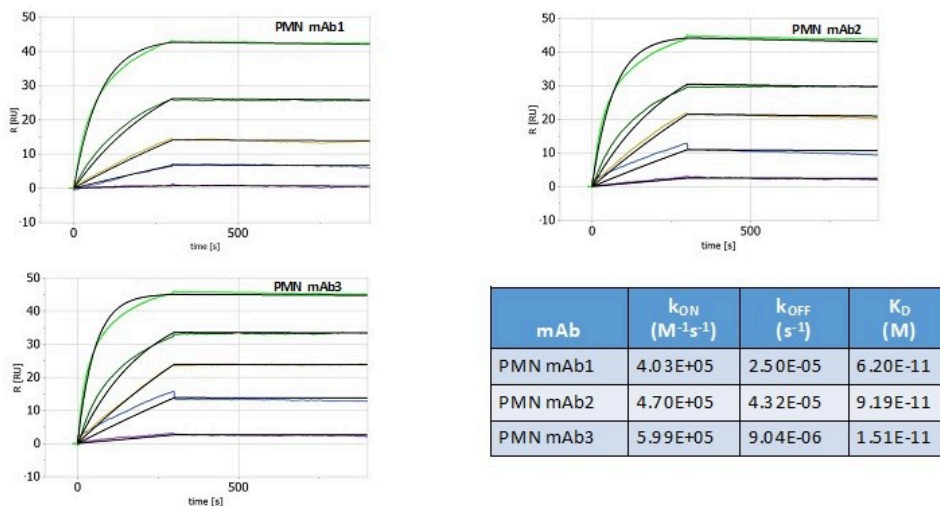 PMN mAb1
50
40
30
20
10
0
-10
R [RU]
0
500
time [s]
PMN mAb2
50
40
30
20
10
0
-10
R [RU]
0
500
time [s]
PMN mAb3
50
40
30
20
10
0
-10
R [RU]
0
500
time [s]
mAb kON (M-1s-1) kOFF (s-1) KD (M)
PMN mAb1 4.03E+05 2.50E-05 6.20E-11
PMN mAb2 4.70E+05 4.32E-05 9.19E-11
PMN mAb3 5.99E+05 9.04E-06 1.51E-11